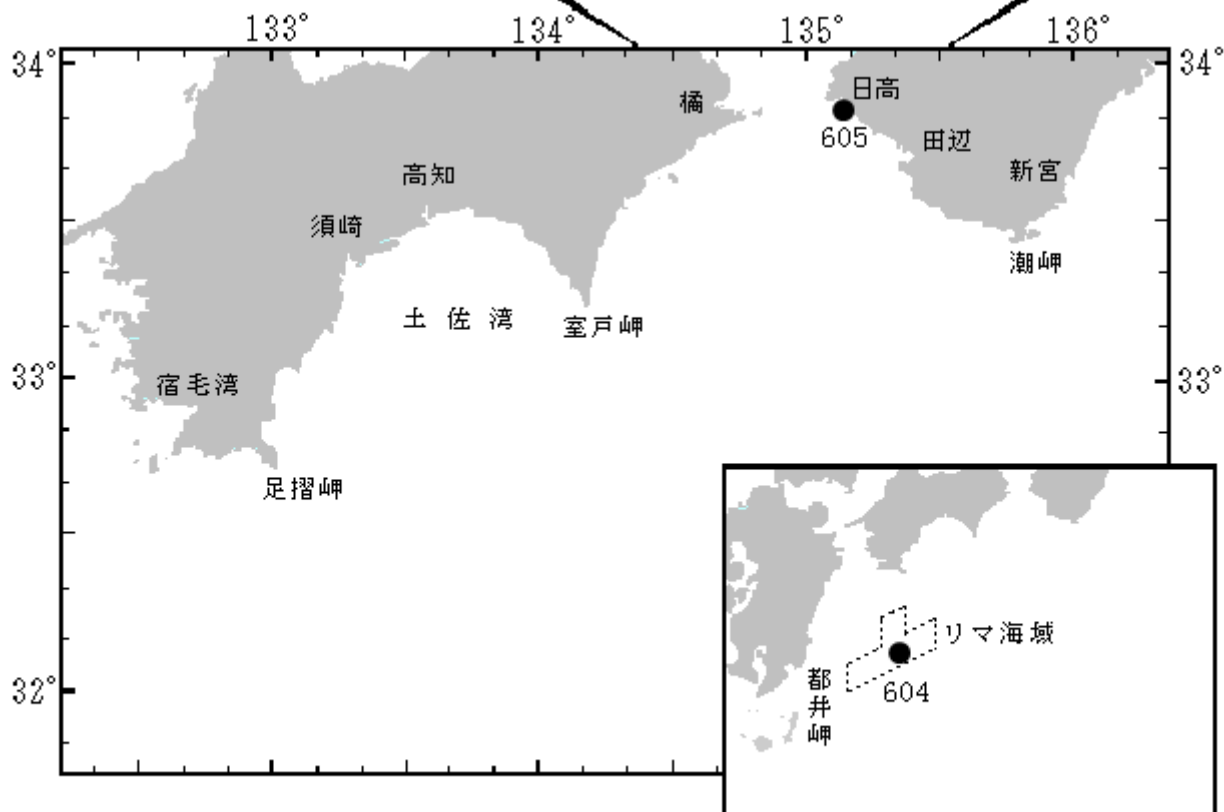 133°
134°
135°
136°
34°
34°
日高
橘
605
田辺
新宮
高知
須崎
潮岬
土佐湾
室戸岬
33°
33°
宿毛湾
足摺岬
リマ海域
604
都井岬
32°